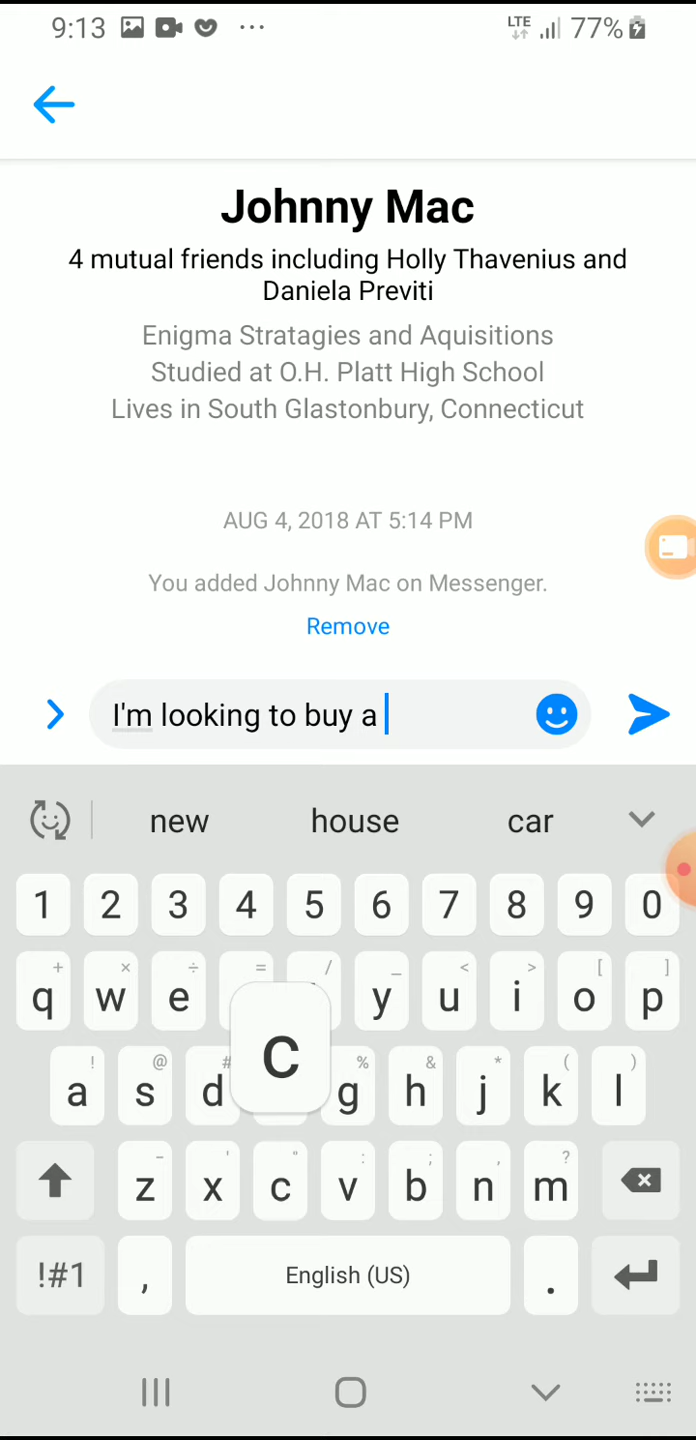 9:13 ... LTE 77%
Johnny Mac
4 mutual friends including Holly Thavenius and
Daniela Previti
Enigma Stratagies and Aquisitions
Studied at O.H. Platt High School
Lives in South Glastonbury, Connecticut
AUG 4, 2018 AT 5:14 PM
You added Johnny Mac on Messenger.
Remove
I'm looking to buy a
new house car
1 2 3 4 5 6 7 8 9 0
+ × ÷ = / _ < > [ ]
q w e y u i o p
! @ # % & * ( )
a s d c g h j k l
- ' " : ; , ?
z x c v b n m
!#1 , English (US) .